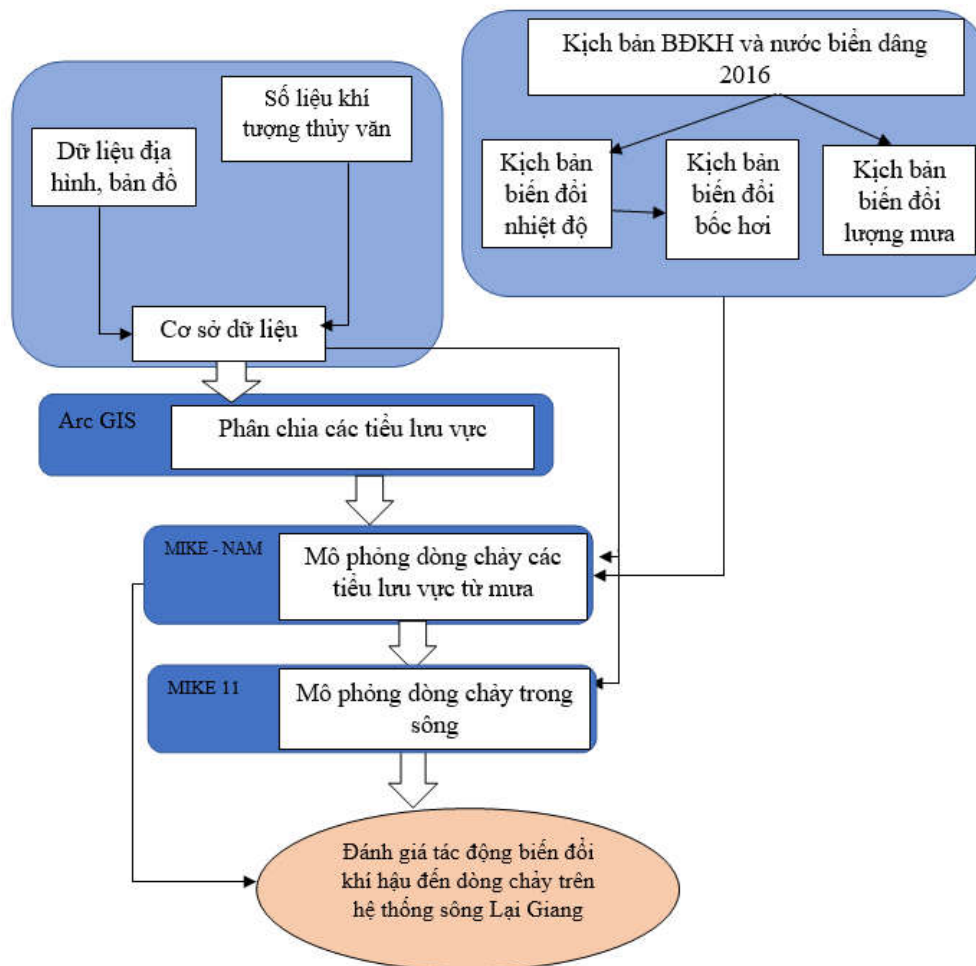 Kịch bản BĐKH và nước biển dâng
2016
Số liệu khí
tượng thủy văn
Dữ liệu địa
hình, bản đồ
Kịch bản
biến đổi
nhiệt độ
Kịch bản
biến đổi
bốc hơi
Kịch bản
biến đổi
lượng mưa
Cơ sở dữ liệu
Arc GIS
Phân chia các tiểu lưu vực
MIKE - NAM
Mô phỏng dòng chảy các
tiểu lưu vực từ mưa
MIKE 11
Mô phỏng dòng chảy trong
sông
Đánh giá tác động biến đổi
khí hậu đến dòng chảy trên
hệ thống sông Lại Giang